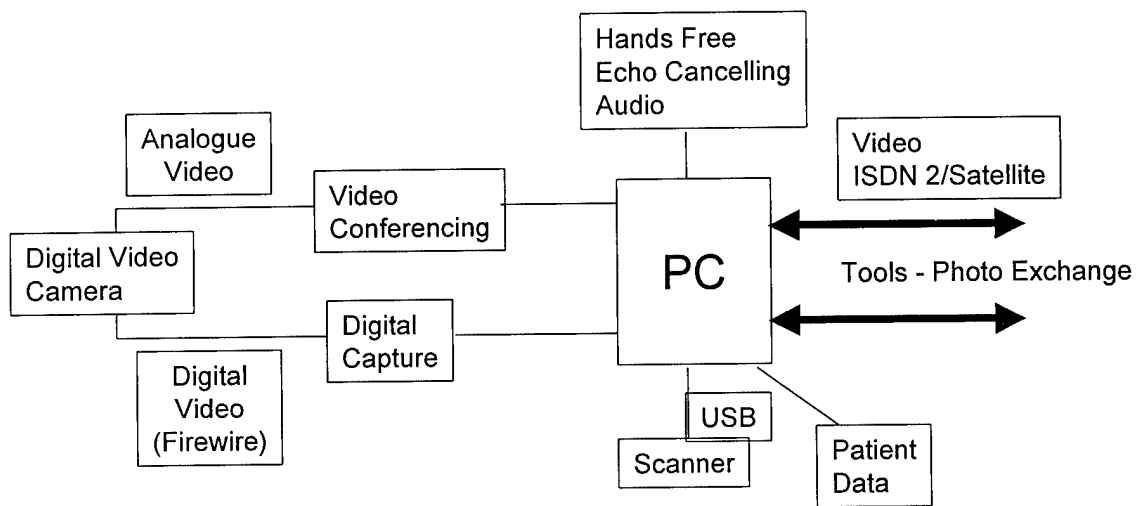 Hands Free
Echo Cancelling
Audio
Analogue
Video
Video
ISDN 2/Satellite
Video
Conferencing
Digital Video
Camera
PC
Tools - Photo Exchange
Digital
Capture
Digital
Video
(Firewire)
USB
Scanner
Patient
Data